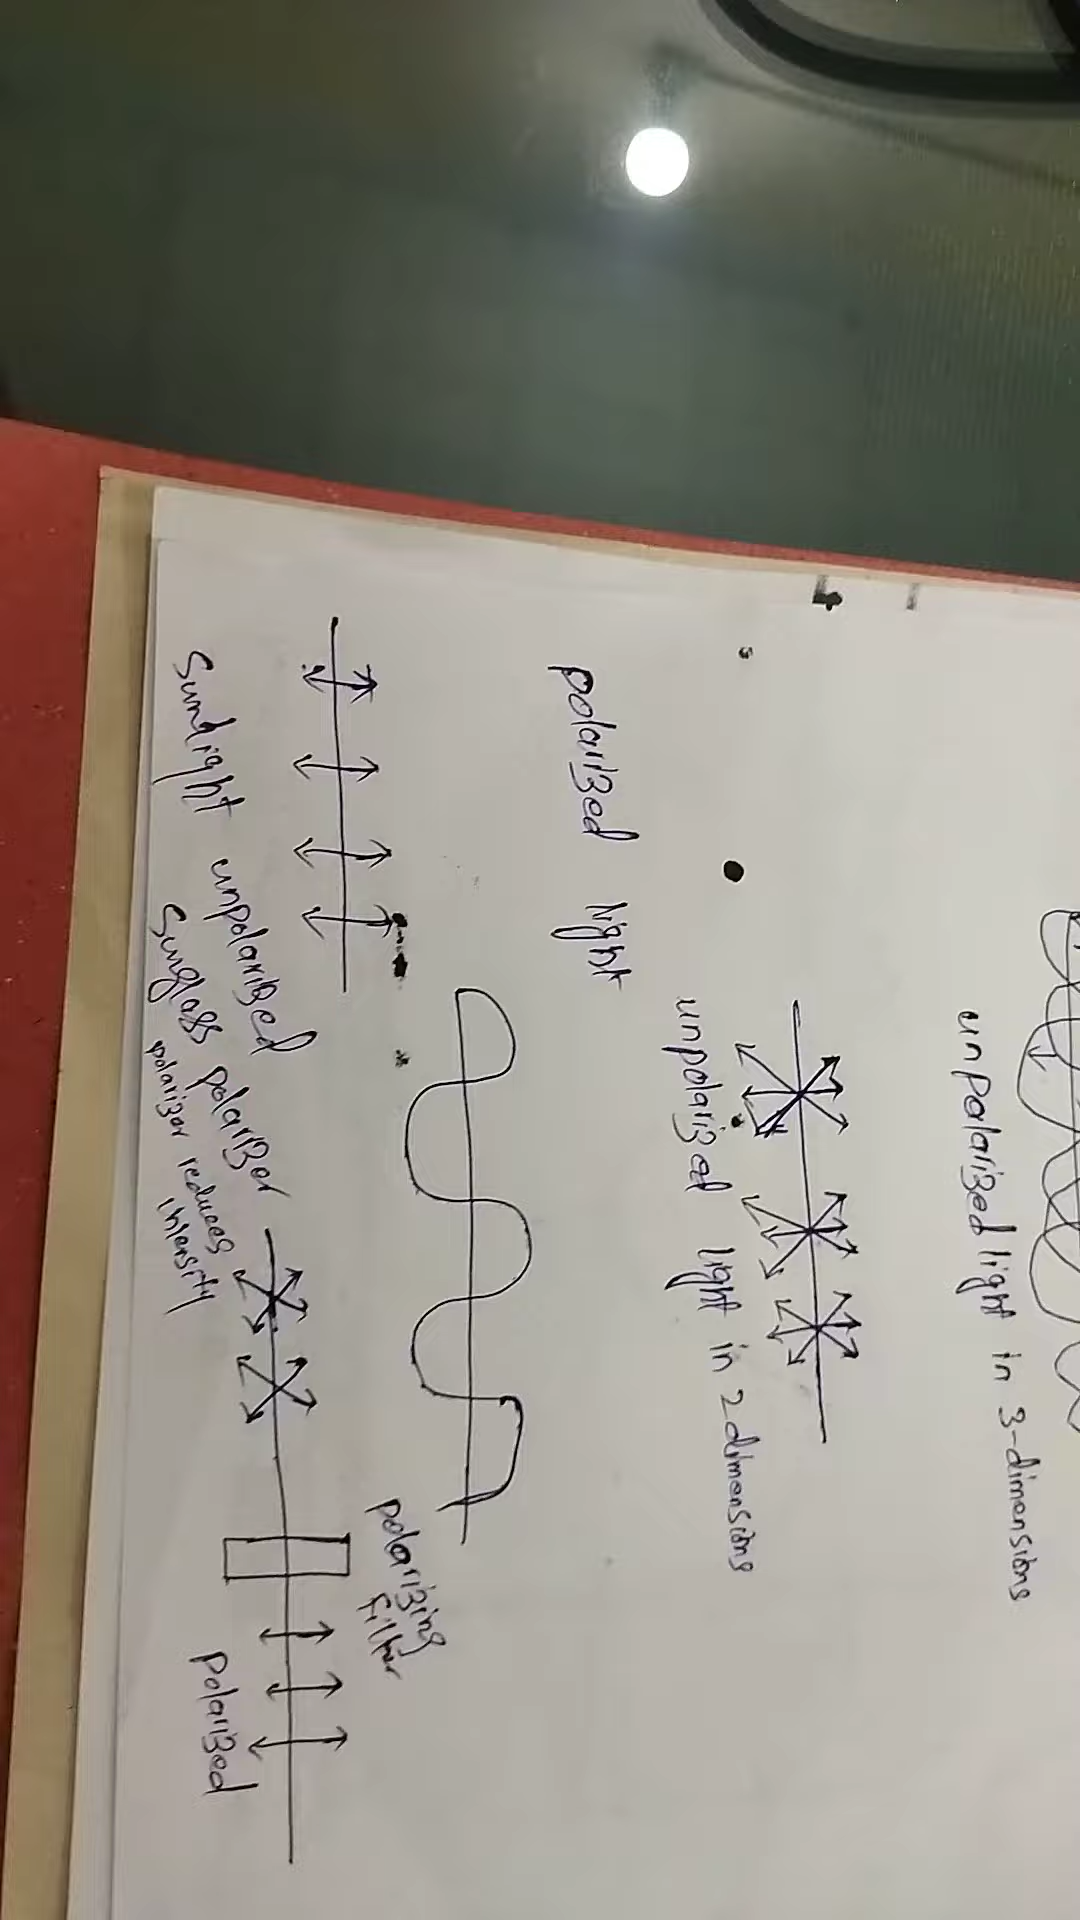 unpolarized light in 3-dimensions
unpolarized light in 2 dimensions
polarized light
polarizing
filter
Sunlight unpolarized
Sunglass polarizer
polarizer reduces
intensity
Polarized